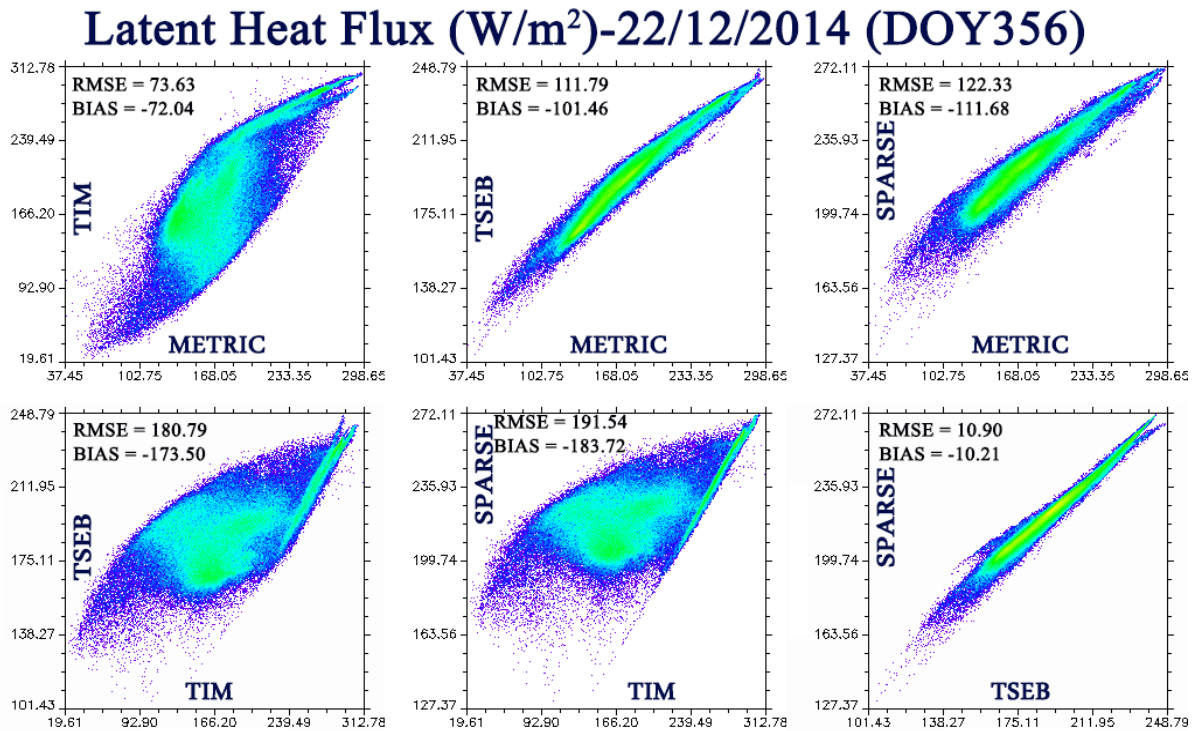 Latent Heat Flux (W/m²)-22/12/2014 (DOY356)
312.78
239.49
166.20
92.90
19.61
RMSE = 73.63
BIAS = -72.04
TIM
METRIC
37.45 102.75 168.05 233.35 298.65
248.79
211.95
175.11
138.27
101.43
RMSE = 111.79
BIAS = -101.46
TSEB
METRIC
37.45 102.75 168.05 233.35 298.65
272.11
235.93
199.74
163.56
127.37
RMSE = 122.33
BIAS = -111.68
SPARSE
METRIC
37.45 102.75 168.05 233.35 298.65
248.79
211.95
175.11
138.27
101.43
RMSE = 180.79
BIAS = -173.50
TSEB
TIM
19.61 92.90 166.20 239.49 312.78
272.11
235.93
199.74
163.56
127.37
RMSE = 191.54
BIAS = -183.72
SPARSE
TIM
19.61 92.90 166.20 239.49 312.78
272.11
235.93
199.74
163.56
127.37
RMSE = 10.90
BIAS = -10.21
SPARSE
TSEB
101.43 138.27 175.11 211.95 248.79